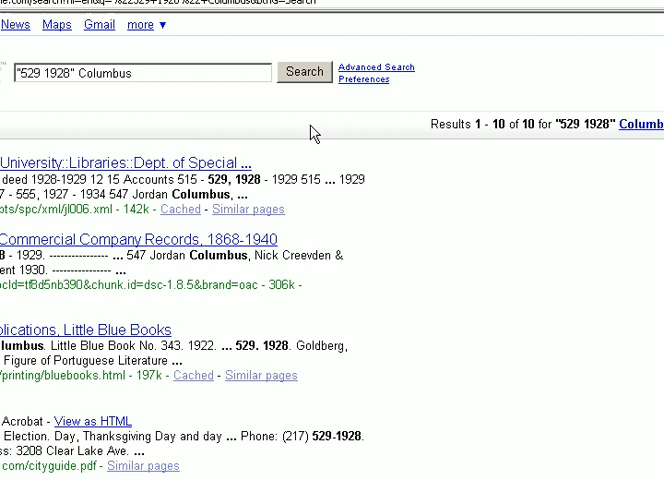 News Maps Gmail more ▼
"529 1928" Columbus Search Advanced Search
Preferences
Results 1 - 10 of 10 for "529 1928" Columb
University::Libraries::Dept. of Special ...
deed 1928-1929 12 15 Accounts 515 - 529, 1928 - 1929 515 ... 1929
7 - 555, 1927 - 1934 547 Jordan Columbus, ...
pts/spc/xml/jl006.xml - 142k - Cached - Similar pages
Commercial Company Records, 1868-1940
8 - 1929. ---------------- ... 547 Jordan Columbus, Nick Creevden &
ent 1930. ---------------- ...
ocId=tf8d5nb390&chunk.id=dsc-1.8.5&brand=oac - 306k -
plications, Little Blue Books
lumbus. Little Blue Book No. 343. 1922. ... 529. 1928. Goldberg,
Figure of Portuguese Literature ...
/printing/bluebooks.html - 197k - Cached - Similar pages
Acrobat - View as HTML
Election. Day, Thanksgiving Day and day ... Phone: (217) 529-1928.
ss: 3208 Clear Lake Ave. ...
com/cityguide.pdf - Similar pages